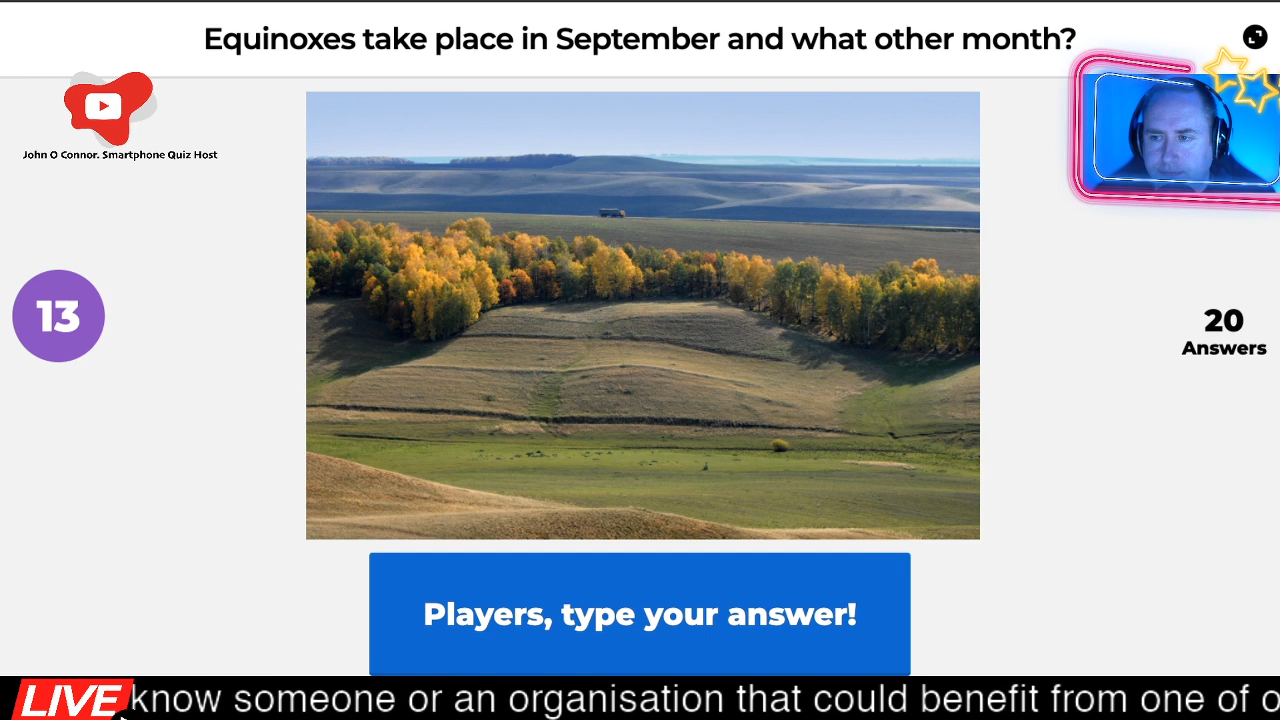 Equinoxes take place in September and what other month?
John O Connor. Smartphone Quiz Host
13
20
Answers
Players, type your answer!
LIVE
know someone or an organisation that could benefit from one of o